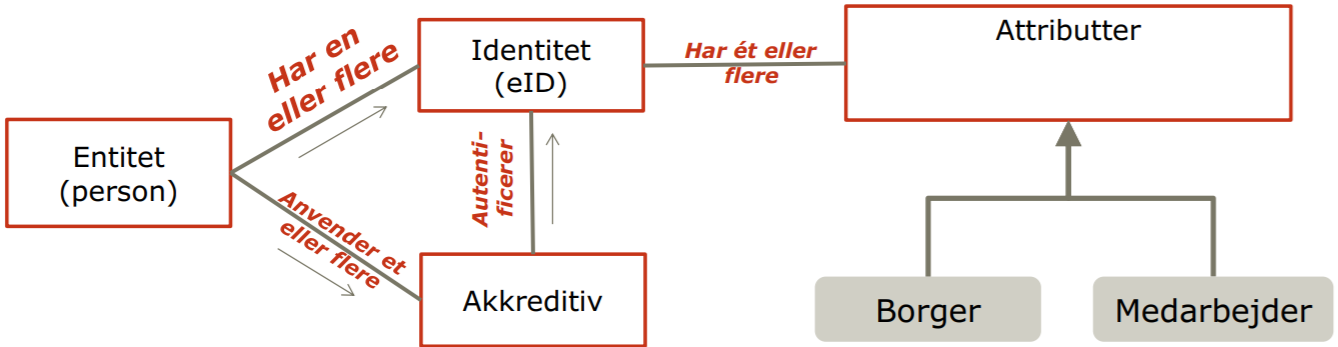 Entitet
(person)
Har en
eller flere
Identitet
(eID)
Har ét eller
flere
Attributter
Anvender et
eller flere
Autenti-
ficerer
Akkreditiv
Borger
Medarbejder